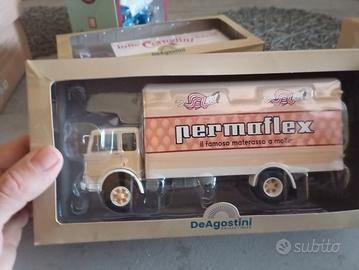 permaflex
il famoso materasso a molle
DeAgostini
subito